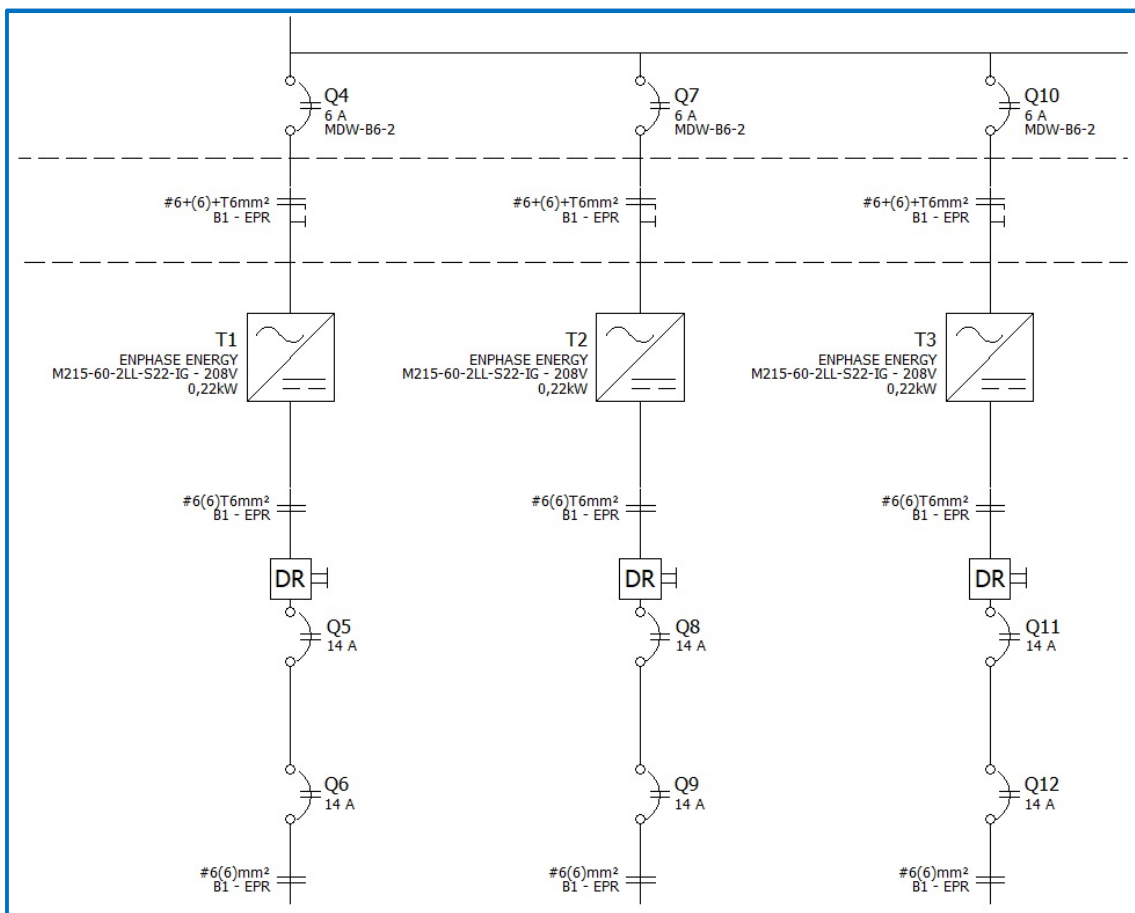 Q4
6 A
MDW-B6-2
Q7
6 A
MDW-B6-2
Q10
6 A
MDW-B6-2
#6+(6)+T6mm²
B1 - EPR
#6+(6)+T6mm²
B1 - EPR
#6+(6)+T6mm²
B1 - EPR
T1
ENPHASE ENERGY
M215-60-2LL-S22-IG - 208V
0,22kW
T2
ENPHASE ENERGY
M215-60-2LL-S22-IG - 208V
0,22kW
T3
ENPHASE ENERGY
M215-60-2LL-S22-IG - 208V
0,22kW
#6(6)T6mm²
B1 - EPR
#6(6)T6mm²
B1 - EPR
#6(6)T6mm²
B1 - EPR
DR
DR
DR
Q5
14 A
Q8
14 A
Q11
14 A
Q6
14 A
Q9
14 A
Q12
14 A
#6(6)mm²
B1 - EPR
#6(6)mm²
B1 - EPR
#6(6)mm²
B1 - EPR